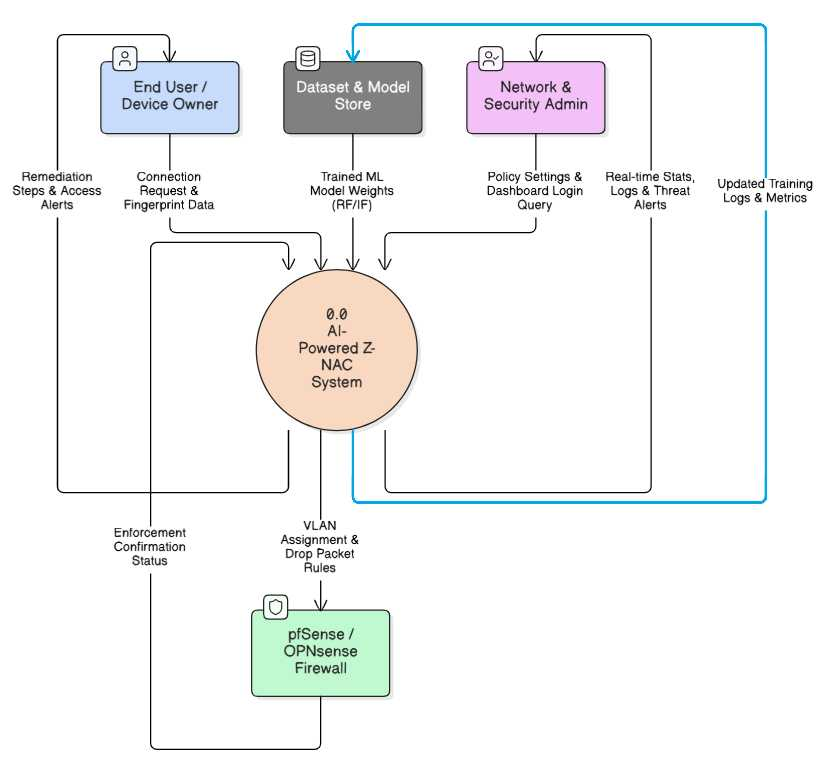 End User /
Device Owner
Dataset & Model
Store
Network &
Security Admin
Remediation
Steps & Access
Alerts
Connection
Request &
Fingerprint Data
Trained ML
Model Weights
(RF/IF)
Policy Settings &
Dashboard Login
Query
Real-time Stats,
Logs & Threat
Alerts
Updated Training
Logs & Metrics
0.0
AI-
Powered Z-
NAC
System
Enforcement
Confirmation
Status
VLAN
Assignment &
Drop Packet
Rules
pfSense /
OPNsense
Firewall